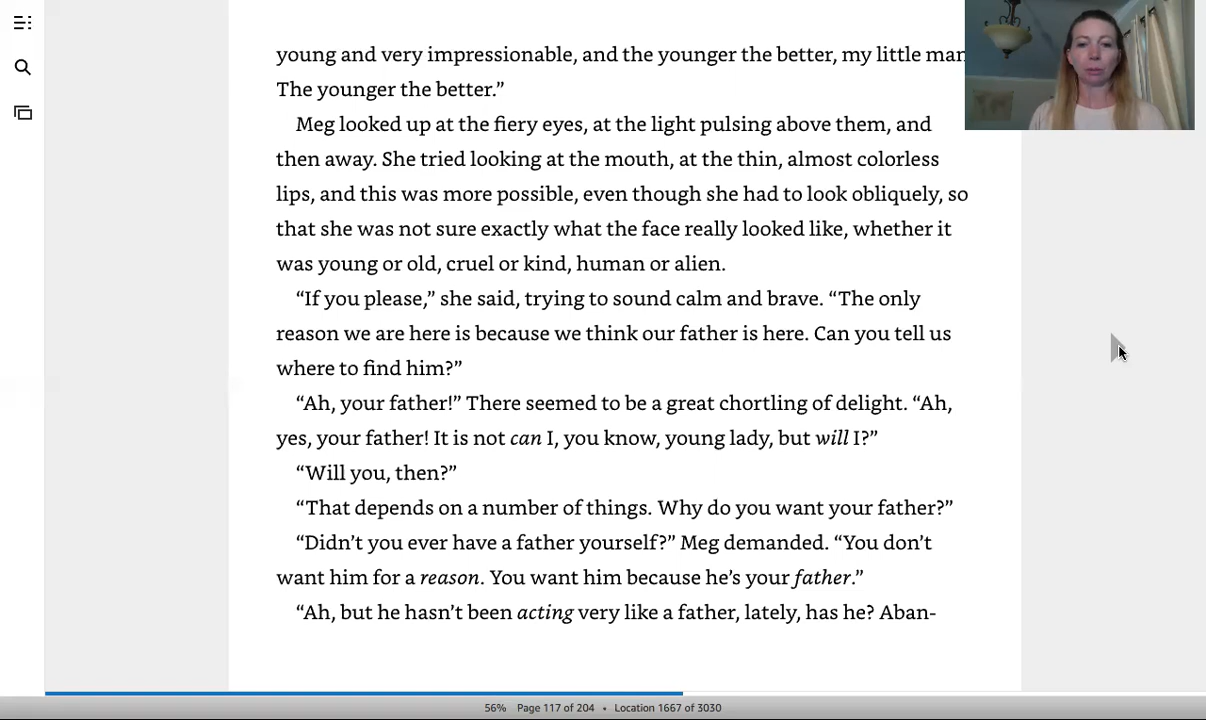 young and very impressionable, and the younger the better, my little man
The younger the better.”
Meg looked up at the fiery eyes, at the light pulsing above them, and
then away. She tried looking at the mouth, at the thin, almost colorless
lips, and this was more possible, even though she had to look obliquely, so
that she was not sure exactly what the face really looked like, whether it
was young or old, cruel or kind, human or alien.
“If you please,” she said, trying to sound calm and brave. “The only
reason we are here is because we think our father is here. Can you tell us
where to find him?”
“Ah, your father!” There seemed to be a great chortling of delight. “Ah,
yes, your father! It is not can I, you know, young lady, but will I?”
“Will you, then?”
“That depends on a number of things. Why do you want your father?”
“Didn’t you ever have a father yourself?” Meg demanded. “You don’t
want him for a reason. You want him because he’s your father.”
“Ah, but he hasn’t been acting very like a father, lately, has he? Aban-
56% Page 117 of 204 • Location 1667 of 3030